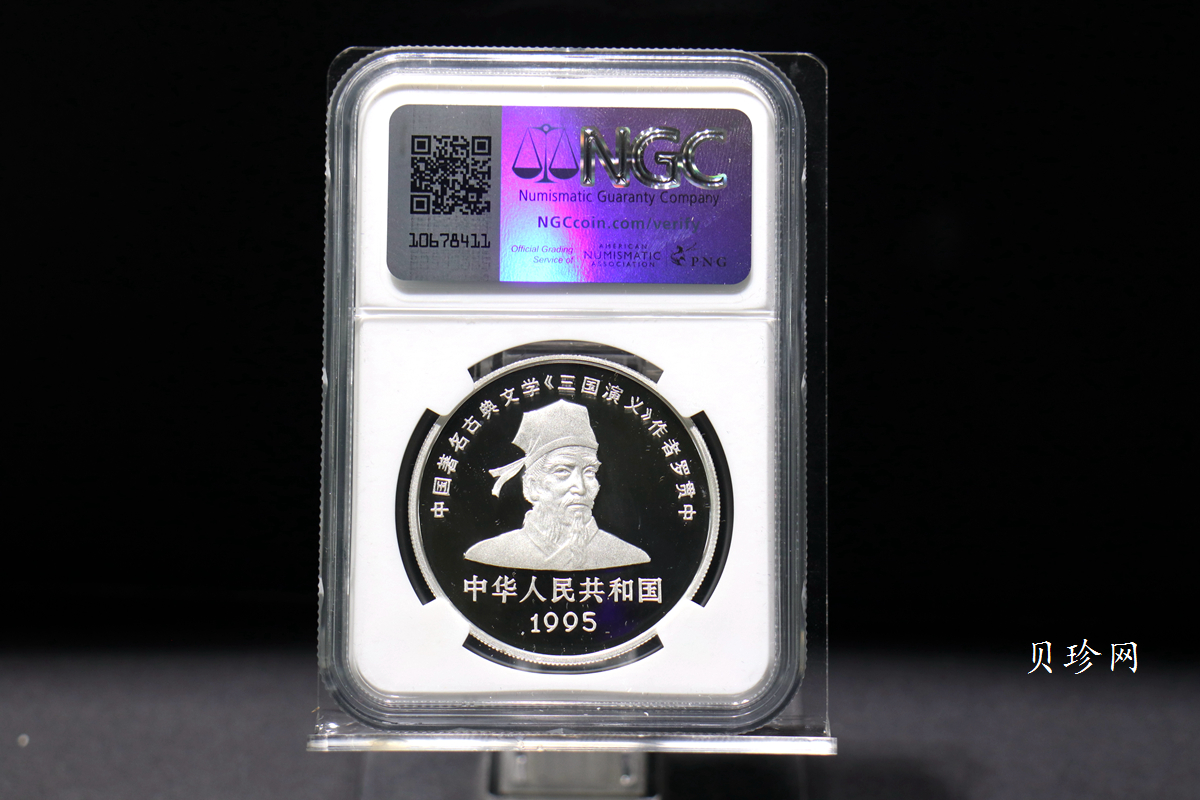 NGC
Numismatic Guaranty Company
NGCcoin.com/verify
10678411
Official Grading
Service of
AMERICAN
NUMISMATIC
ASSOCIATION
PNG
中国著名古典文学《三国演义》作者罗贯中
中华人民共和国
1995
贝珍网